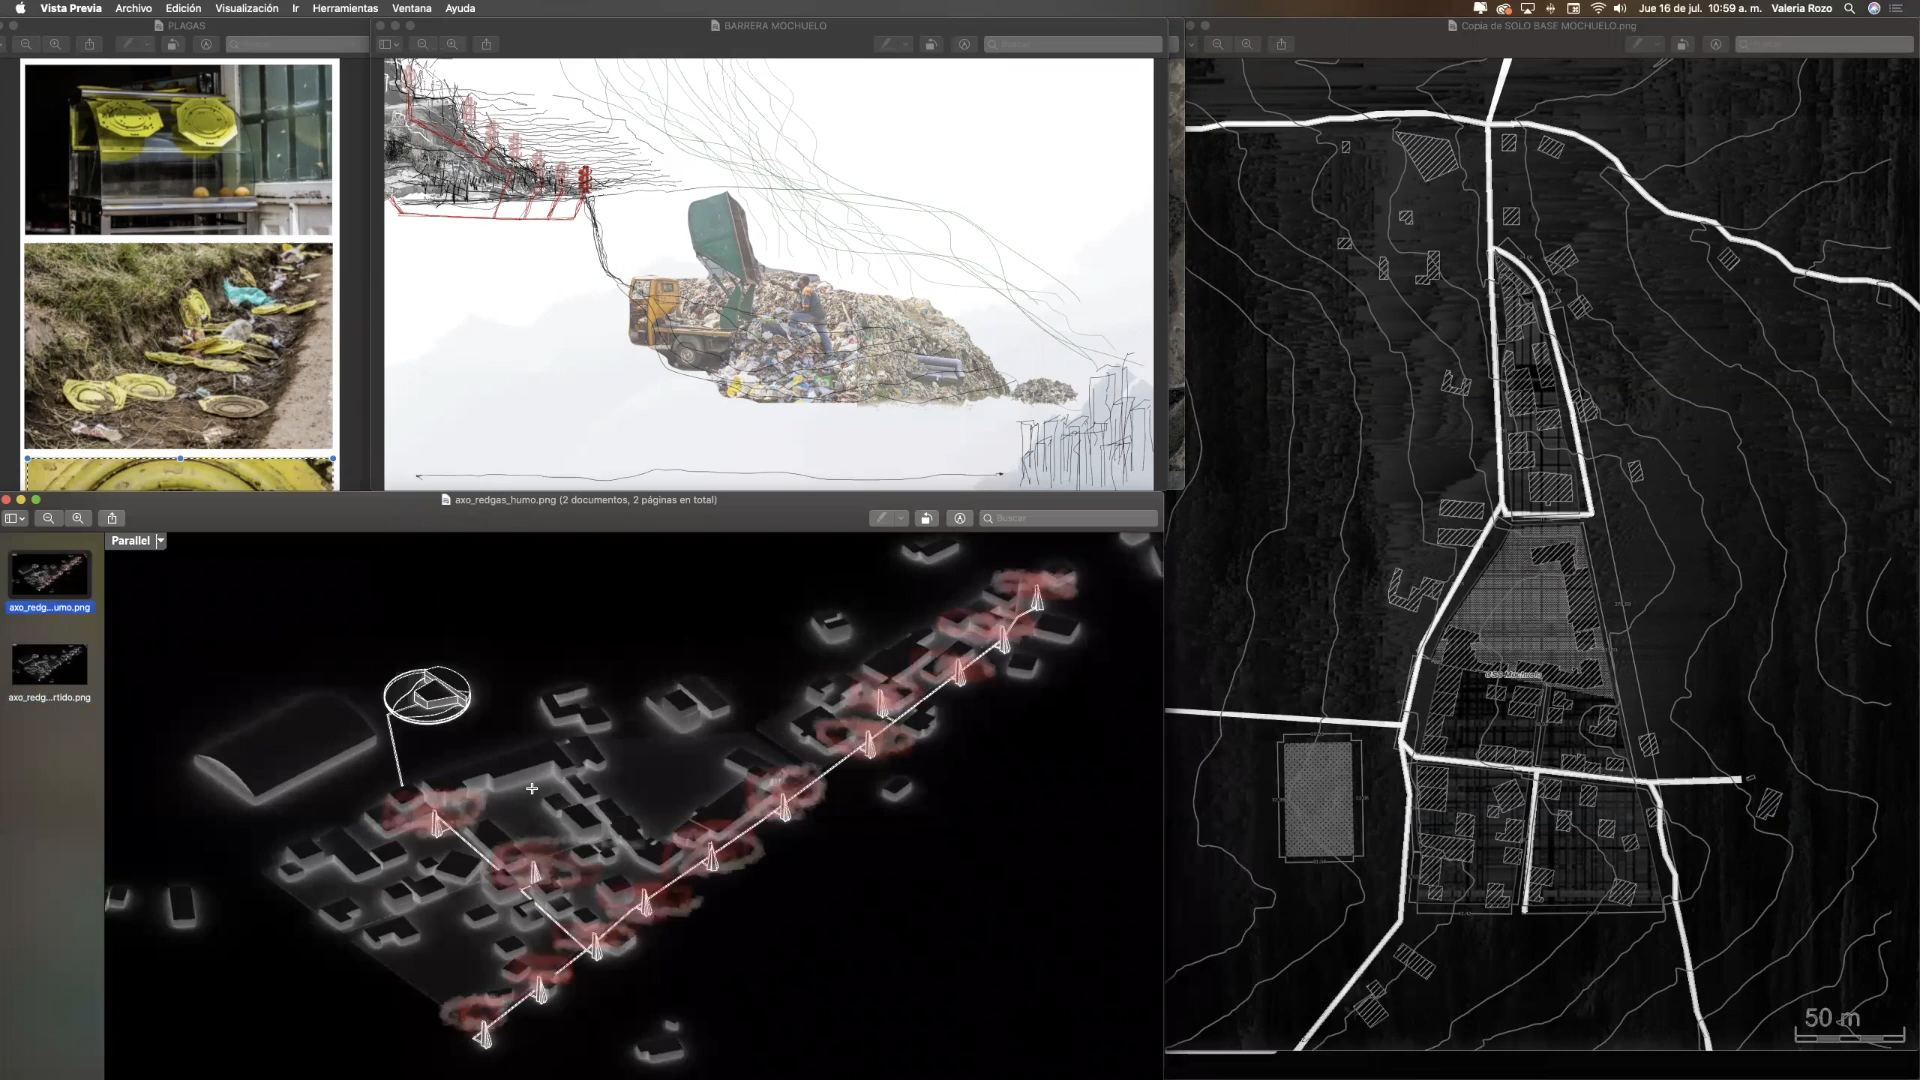 Vista Previa Archivo Edición Visualización Ir Herramientas Ventana Ayuda
Jue 16 de jul. 10:59 a. m. Valeria Rozo
PLAGAS
BARRERA MOCHUELO
Copia de SOLO BASE MOCHUELO.png
axo_redgas_humo.png (2 documentos, 2 páginas en total)
Buscar
Parallel
axo_redg...umo.png
axo_redg...rtido.png
50 m